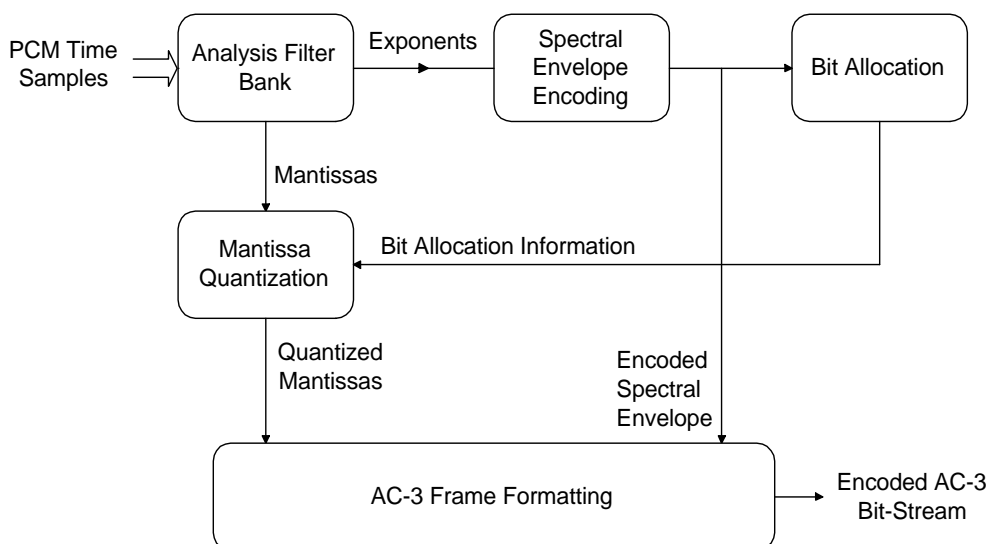 PCM Time
Samples
Analysis Filter
Bank
Exponents
Spectral
Envelope
Encoding
Bit Allocation
Mantissas
Mantissa
Quantization
Bit Allocation Information
Quantized
Mantissas
Encoded
Spectral
Envelope
AC-3 Frame Formatting
Encoded AC-3
Bit-Stream